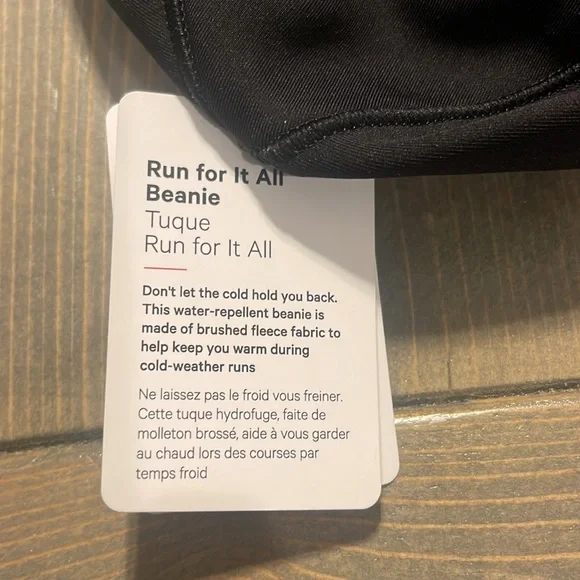 Run for It All
Beanie
Tuque
Run for It All
Don't let the cold hold you back.
This water-repellent beanie is
made of brushed fleece fabric to
help keep you warm during
cold-weather runs
Ne laissez pas le froid vous freiner.
Cette tuque hydrofuge, faite de
molleton brossé, aide à vous garder
au chaud lors des courses par
temps froid